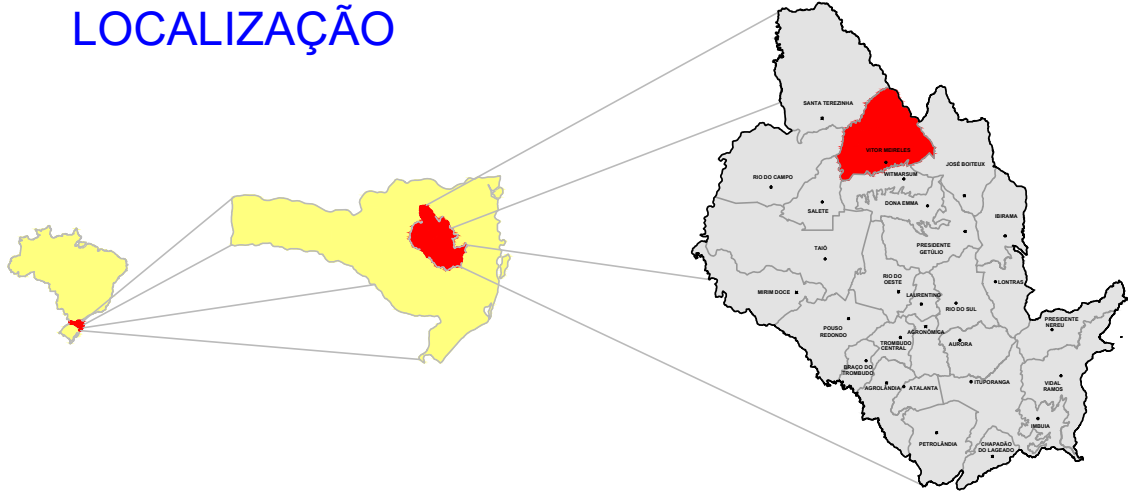 LOCALIZAÇÃO
SANTA TEREZINHA
VITOR MEIRELES
JOSÉ BOITEUX
RIO DO CAMPO
WITMARSUM
SALETE
DONA EMMA
IBIRAMA
TAIÓ
PRESIDENTE
GETÚLIO
RIO DO
OESTE
LONTRAS
MIRIM DOCE
LAURENTINO
RIO DO SUL
POUSO
REDONDO
AGRONÔMICA
PRESIDENTE
NEREU
TROMBUDO
CENTRAL
AURORA
BRAÇO DO
TROMBUDO
AGROLÂNDIA
ATALANTA
ITUPORANGA
VIDAL
RAMOS
IMBUIA
PETROLÂNDIA
CHAPADÃO
DO LAGEADO